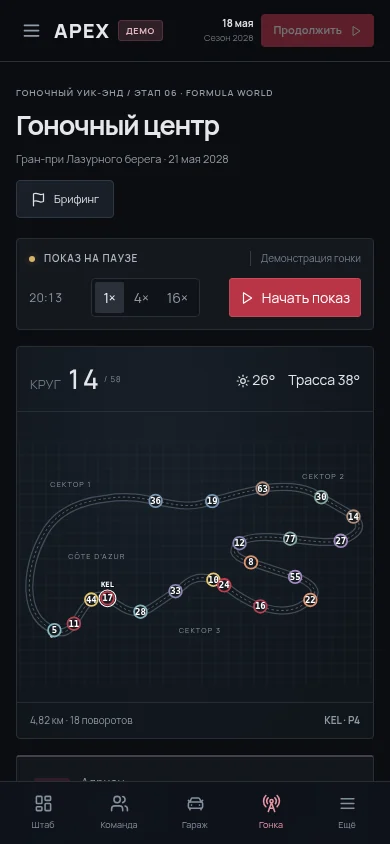 APEX ДЕМО 18 мая Сезон 2028 Продолжить
ГОНОЧНЫЙ УИК-ЭНД / ЭТАП 06 · FORMULA WORLD
Гоночный центр
Гран-при Лазурного берега · 21 мая 2028
Брифинг
ПОКАЗ НА ПАУЗЕ Демонстрация гонки
20:13 1× 4× 16× Начать показ
КРУГ 14 / 58 26° Трасса 38°
СЕКТОР 1
СЕКТОР 2
63
36 19 30
14
12 77 27
CÔTE D'AZUR
8
10 24 55
KEL
44 17 33
28 16 22
5 11
СЕКТОР 3
4,82 км · 18 поворотов KEL · P4
Штаб Команда Гараж Гонка Ещё